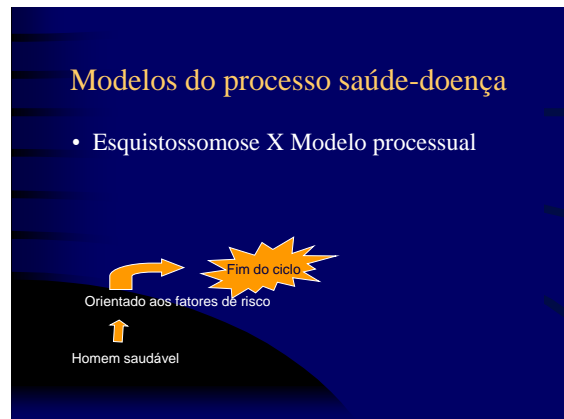 Modelos do processo saúde-doença
• Esquistossomose X Modelo processual
Fim do ciclo
Orientado aos fatores de risco
Homem saudável